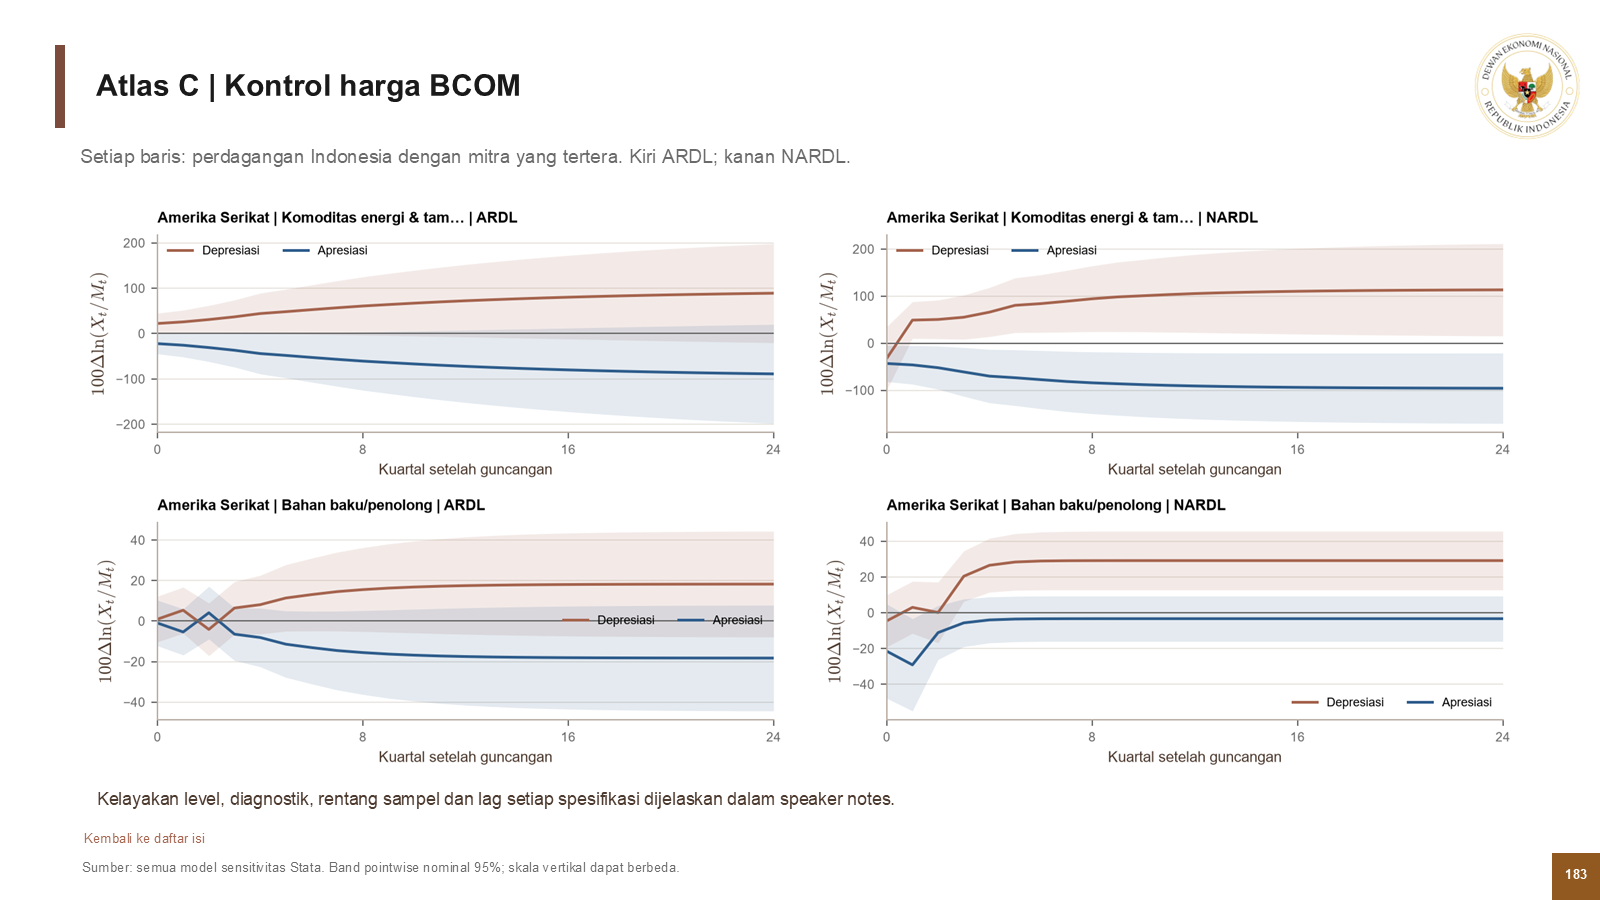 Atlas C | Kontrol harga BCOM
DEWAN EKONOMI NASIONAL
REPUBLIK INDONESIA
Setiap baris: perdagangan Indonesia dengan mitra yang tertera. Kiri ARDL; kanan NARDL.
Amerika Serikat | Komoditas energi & tam… | ARDL
Depresiasi
Apresiasi
200
100
0
−100
−200
100Δln(Xt/Mt)
0
8
16
24
Kuartal setelah guncangan
Amerika Serikat | Komoditas energi & tam… | NARDL
Depresiasi
Apresiasi
200
100
0
−100
100Δln(Xt/Mt)
0
8
16
24
Kuartal setelah guncangan
Amerika Serikat | Bahan baku/penolong | ARDL
40
20
0
−20
−40
100Δln(Xt/Mt)
Depresiasi
Apresiasi
0
8
16
24
Kuartal setelah guncangan
Amerika Serikat | Bahan baku/penolong | NARDL
40
20
0
−20
−40
100Δln(Xt/Mt)
Depresiasi
Apresiasi
0
8
16
24
Kuartal setelah guncangan
Kelayakan level, diagnostik, rentang sampel dan lag setiap spesifikasi dijelaskan dalam speaker notes.
Kembali ke daftar isi
Sumber: semua model sensitivitas Stata. Band pointwise nominal 95%; skala vertikal dapat berbeda.
183